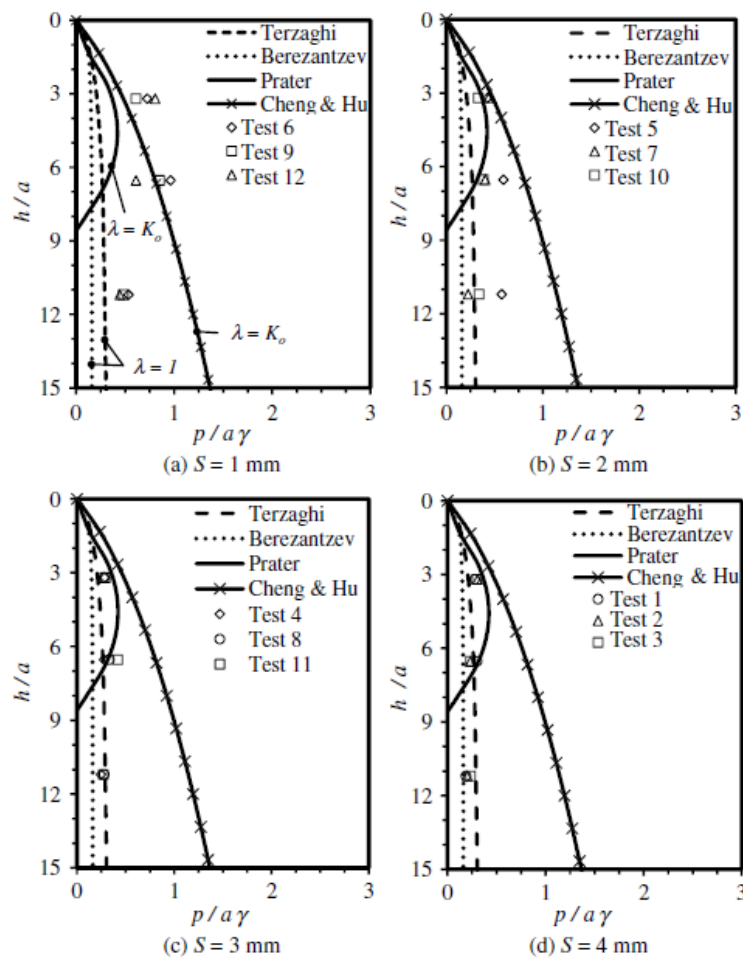 0
3
6
9
12
15
h/a
Terzaghi
Berezantzev
Prater
Cheng & Hu
Test 6
Test 9
Test 12
λ = Kₒ
λ = Kₒ
λ = 1
0 1 2 3
p / a γ
(a) S = 1 mm
0
3
6
9
12
15
h/a
Terzaghi
Berezantzev
Prater
Cheng & Hu
Test 5
Test 7
Test 10
0 1 2 3
p / a γ
(b) S = 2 mm
0
3
6
9
12
15
h/a
Terzaghi
Berezantzev
Prater
Cheng & Hu
Test 4
Test 8
Test 11
0 1 2 3
p / a γ
(c) S = 3 mm
0
3
6
9
12
15
h/a
Terzaghi
Berezantzev
Prater
Cheng & Hu
Test 1
Test 2
Test 3
0 1 2 3
p / a γ
(d) S = 4 mm